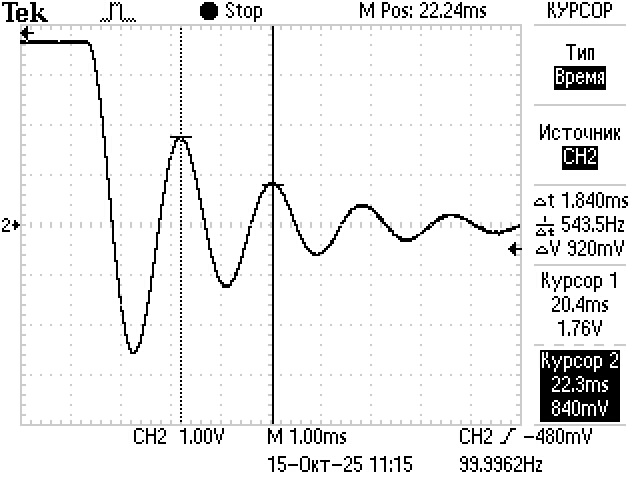 Tek Stop M Pos: 22.24ms КУРСОР
Тип
Время
Источник
CH2
△t 1.840ms
1/△t 543.5Hz
△V 920mV
Курсор 1
20.4ms
1.76V
Курсор 2
22.3ms
840mV
2
CH2 1.00V M 1.00ms CH2 ∕ -480mV
15-Окт-25 11:15 99.9962Hz